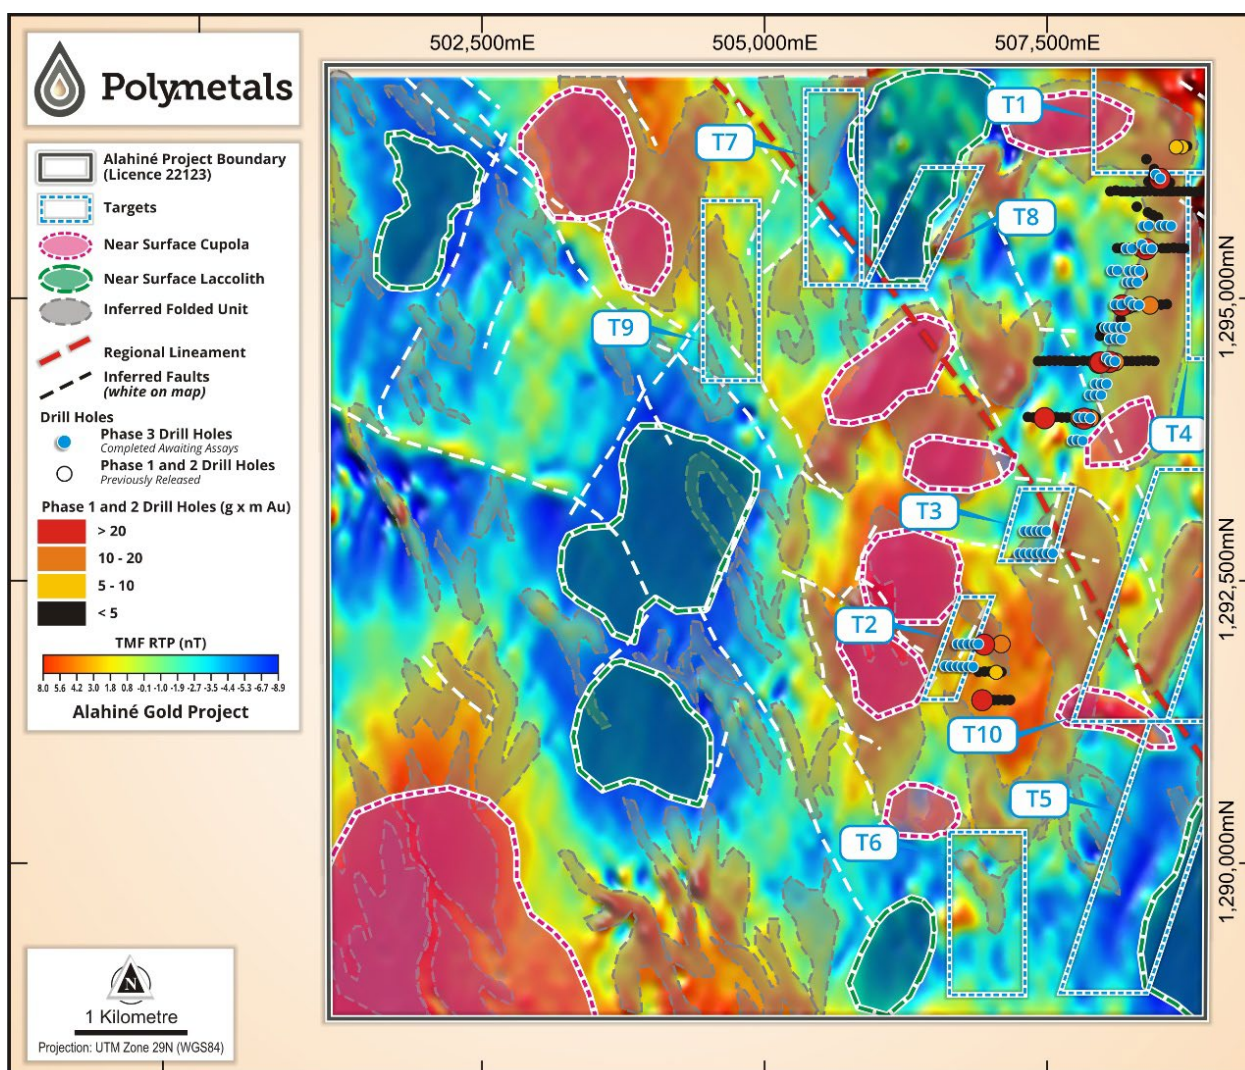 502,500mE
505,000mE
507,500mE
Polymetals
Alahiné Project Boundary
(Licence 22123)
Targets
Near Surface Cupola
Near Surface Laccolith
Inferred Folded Unit
Regional Lineament
Inferred Faults
(white on map)
Drill Holes
Phase 3 Drill Holes
Completed Awaiting Assays
Phase 1 and 2 Drill Holes
Previously Released
Phase 1 and 2 Drill Holes (g x m Au)
> 20
10 - 20
5 - 10
< 5
TMF RTP (nT)
8.0 5.6 4.2 3.0 1.8 0.8 -0.1 -1.0 -1.9 -2.7 -3.5 -4.4 -5.3 -6.7 -8.9
Alahiné Gold Project
N
1 Kilometre
Projection: UTM Zone 29N (WGS84)
T1
T7
T8
T9
T4
T3
T2
T10
T5
T6
1,295,000mN
1,292,500mN
1,290,000mN